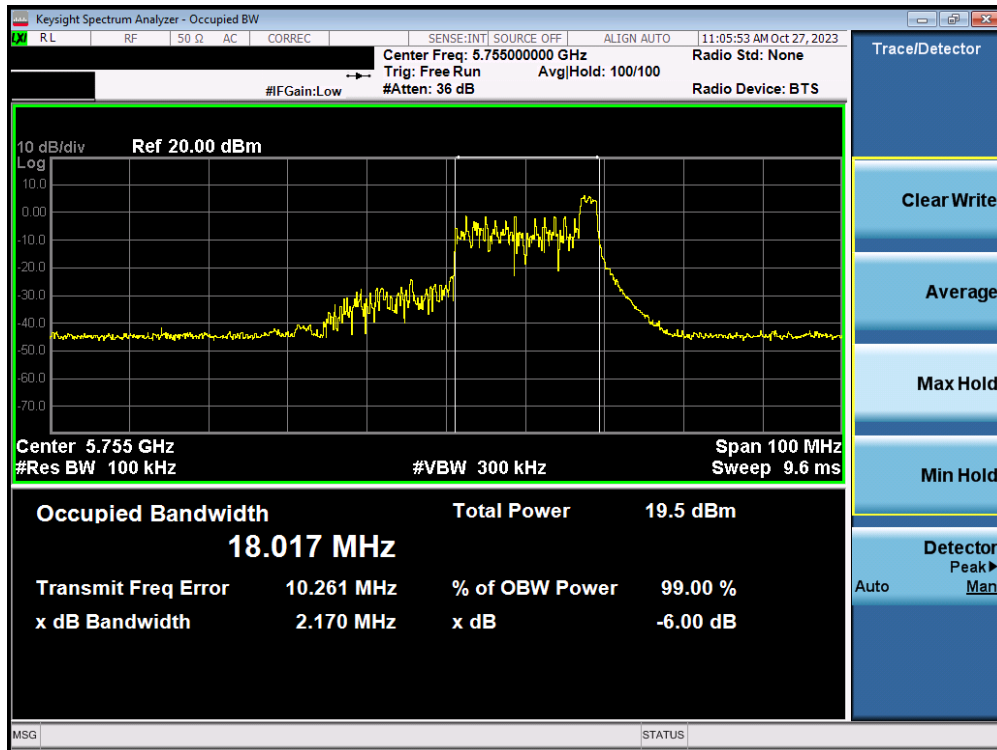 Keysight Spectrum Analyzer - Occupied BW
LXI RL RF 50 Ω AC CORREC SENSE:INT SOURCE OFF ALIGN AUTO 11:05:53 AM Oct 27, 2023
Center Freq: 5.755000000 GHz Radio Std: None
Trig: Free Run Avg|Hold: 100/100
#IFGain:Low #Atten: 36 dB Radio Device: BTS
10 dB/div Ref 20.00 dBm
Log
10.0
0.00
-10.0
-20.0
-30.0
-40.0
-50.0
-60.0
-70.0
Center 5.755 GHz Span 100 MHz
#Res BW 100 kHz #VBW 300 kHz Sweep 9.6 ms
Occupied Bandwidth Total Power 19.5 dBm
18.017 MHz
Transmit Freq Error 10.261 MHz % of OBW Power 99.00 %
x dB Bandwidth 2.170 MHz x dB -6.00 dB
MSG STATUS
Trace/Detector
Clear Write
Average
Max Hold
Min Hold
Detector
Peak▶
Auto Man